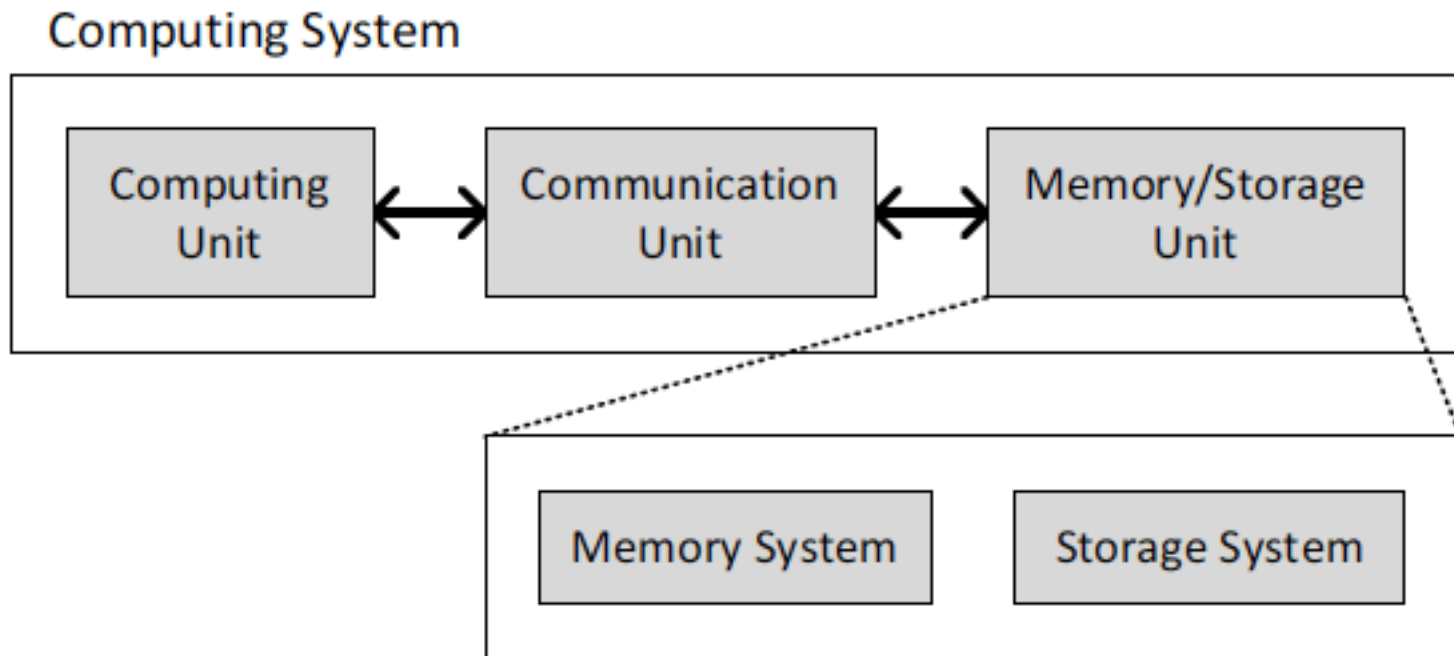 Computing System
Computing
Unit
Communication
Unit
Memory/Storage
Unit
Memory System
Storage System